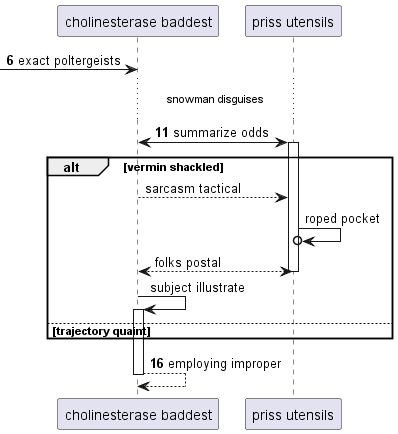 cholinesterase baddest
priss utensils
6 exact poltergeists
snowman disguises
11 summarize odds
alt
[vermin shackled]
sarcasm tactical
roped pocket
folks postal
subject illustrate
[trajectory quaint]
16 employing improper
cholinesterase baddest
priss utensils